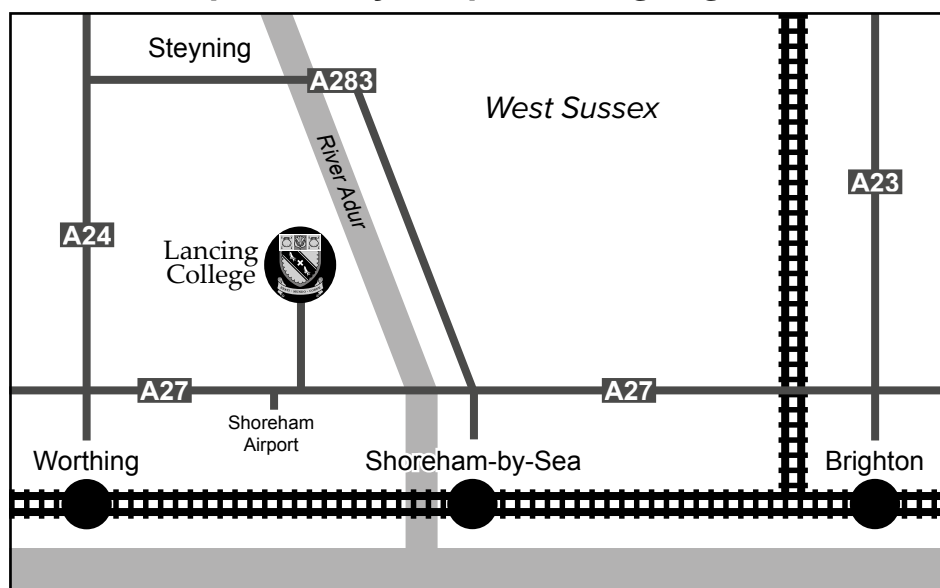 Steyning
A283
West Sussex
River Adur
A23
A24
Lancing
College
A27
A27
Shoreham
Airport
Worthing
Shoreham-by-Sea
Brighton